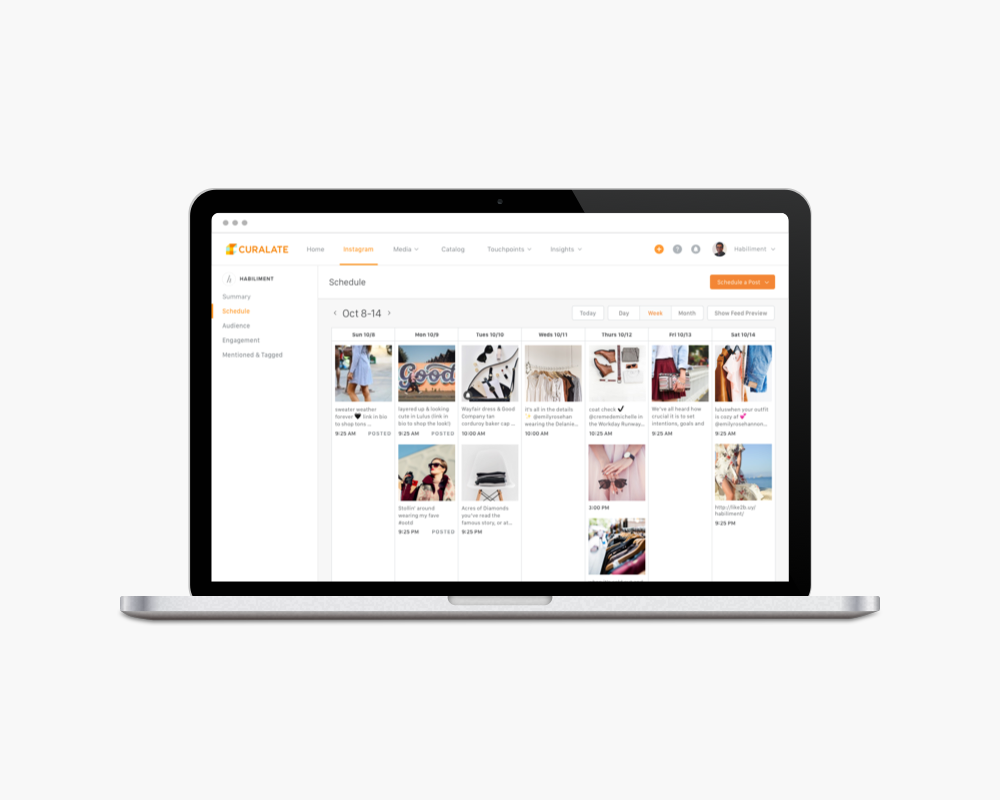 CURALATE
Home
Instagram
Media
Catalog
Touchpoints
Insights
+
?
Habiliment
HABILIMENT
Summary
Schedule
Audience
Engagement
Mentioned & Tagged
Schedule
Schedule a Post
< Oct 8-14 >
Today
Day
Week
Month
Show Feed Preview
Sun 10/8
Mon 10/9
Tues 10/10
Weds 10/11
Thurs 10/12
Fri 10/13
Sat 10/14
sweater weather
forever 🖤 link in bio
to shop tons ...
9:25 AM POSTED
Good
layered up & looking
cute in Lulus (link in
bio to shop the look!)
9:25 AM POSTED
Stollin' around
wearing my fave
#ootd
9:25 PM POSTED
Wayfair dress & Good
Company tan
corduroy baker cap ...
10:00 AM
Acres of Diamonds
you've read the
famous story, or at...
9:25 PM
It's all in the details
✨ @emilyrosehan
wearing the Delanie...
10:00 AM
coat check ✔
@cremedemichelle in
the Workday Runway...
10:25 AM
3:00 PM
We've all heard how
crucial it is to set
intentions, goals and
9:25 AM
luluswhen your outfit
is cozy af 💕
@emilyrosehannon...
9:25 AM
http://like2b.uy/
habiliment/
9:25 PM